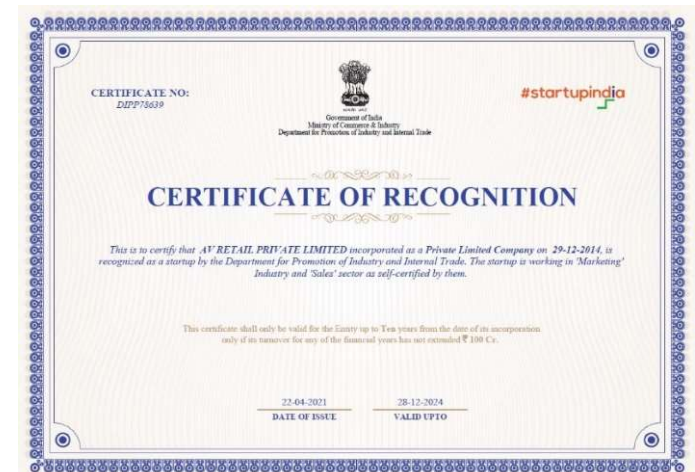 CERTIFICATE NO:
DIPP78639
#startupindia
Government of India
Ministry of Commerce & Industry
Department for Promotion of Industry and Internal Trade
CERTIFICATE OF RECOGNITION
This is to certify that AV RETAIL PRIVATE LIMITED incorporated as a Private Limited Company on 29-12-2014, is
recognized as a startup by the Department for Promotion of Industry and Internal Trade. The startup is working in 'Marketing'
Industry and 'Sales' sector as self-certified by them.
This certificate shall only be valid for the Entity up to Ten years from the date of its incorporation
only if its turnover for any of the financial years has not extended ₹ 100 Cr.
22-04-2021
28-12-2024
DATE OF ISSUE
VALID UPTO